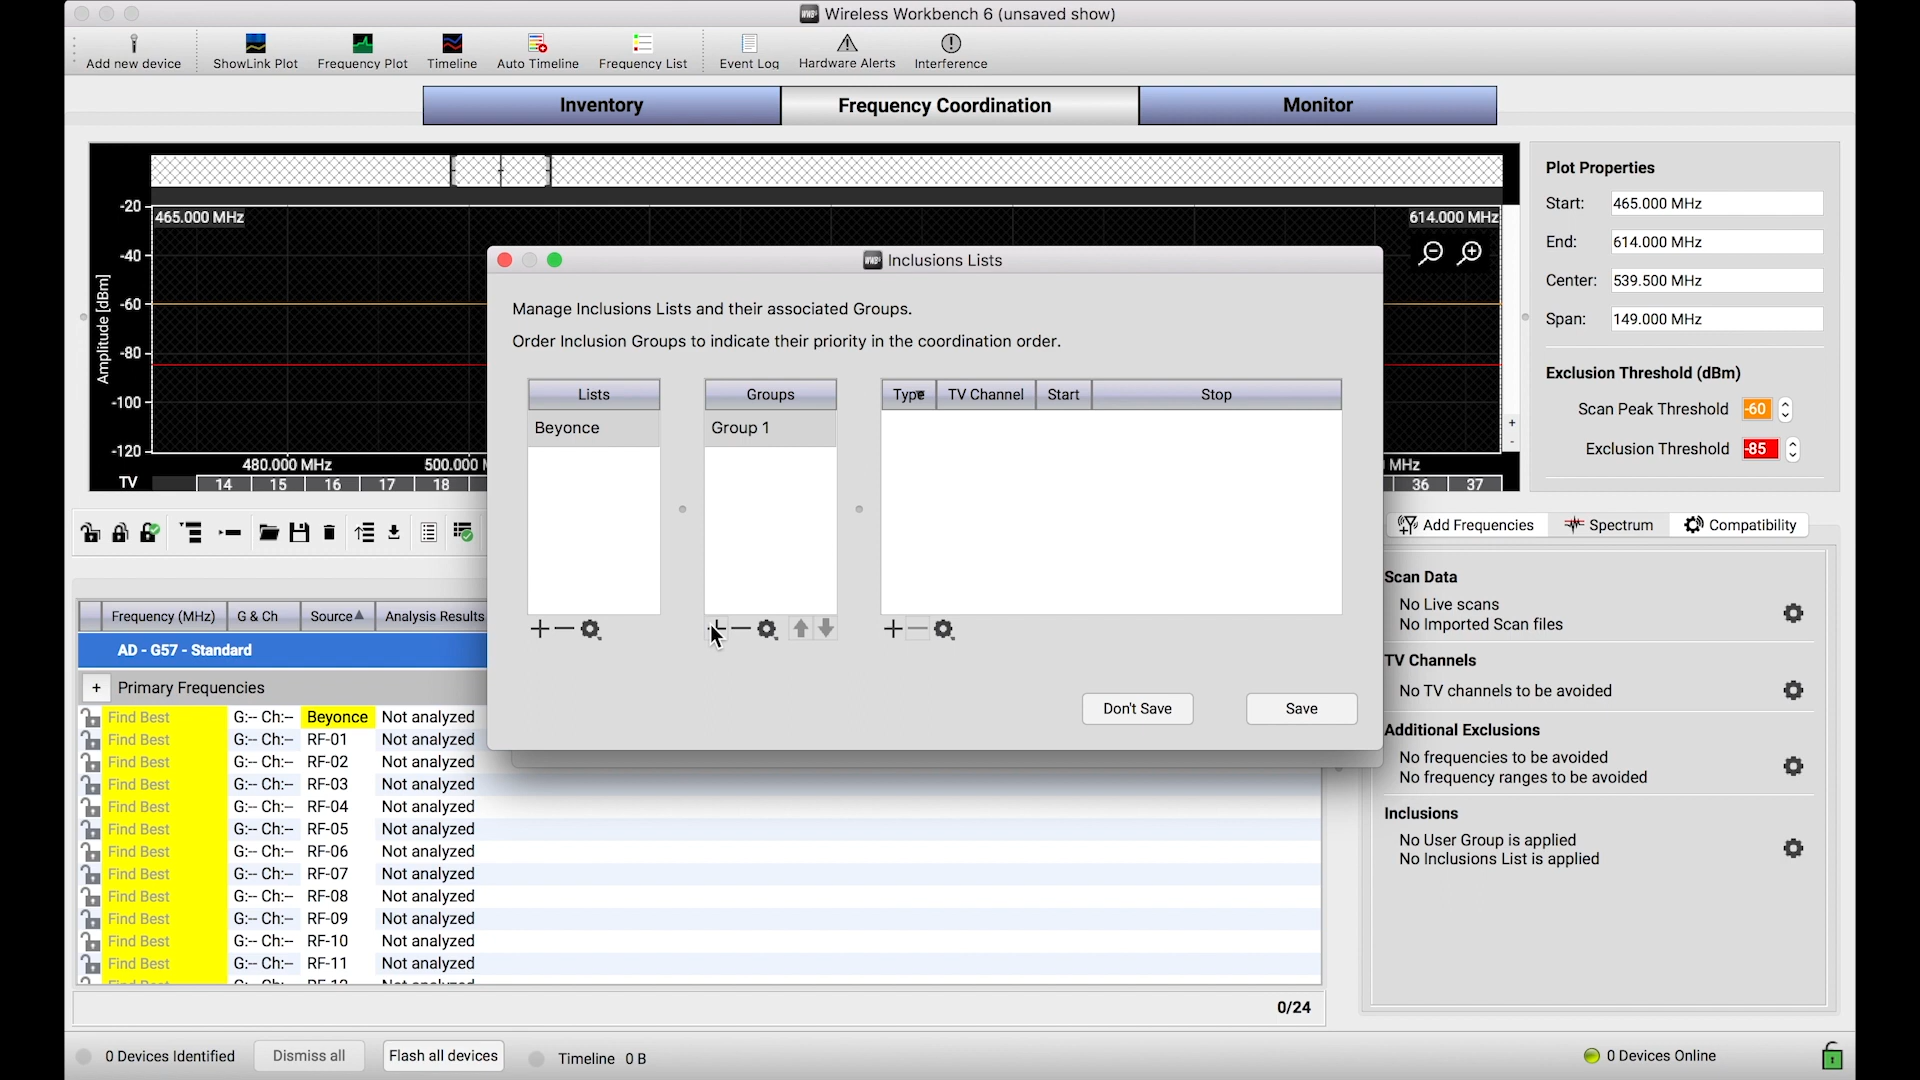 Wireless Workbench 6 (unsaved show)
Add new device
ShowLink Plot
Frequency Plot
Timeline
Auto Timeline
Frequency List
Event Log
Hardware Alerts
Interference
Inventory
Frequency Coordination
Monitor
-20
-40
-60
-80
-100
-120
Amplitude [dBm]
465.000 MHz
614.000 MHz
480.000 MHz
500.000
MHz
TV
14
15
16
17
18
36
37
+
-
Plot Properties
Start: 465.000 MHz
End: 614.000 MHz
Center: 539.500 MHz
Span: 149.000 MHz
Exclusion Threshold (dBm)
Scan Peak Threshold -60
Exclusion Threshold -85
Inclusions Lists
Manage Inclusions Lists and their associated Groups.
Order Inclusion Groups to indicate their priority in the coordination order.
Lists
Beyonce
Groups
Group 1
Type
TV Channel
Start
Stop
Don't Save
Save
Add Frequencies
Spectrum
Compatibility
Scan Data
No Live scans
No Imported Scan files
TV Channels
No TV channels to be avoided
Additional Exclusions
No frequencies to be avoided
No frequency ranges to be avoided
Inclusions
No User Group is applied
No Inclusions List is applied
Frequency (MHz) G & Ch Source Analysis Results
AD - G57 - Standard
+ Primary Frequencies
Find Best G:-- Ch:-- Beyonce Not analyzed
Find Best G:-- Ch:-- RF-01 Not analyzed
Find Best G:-- Ch:-- RF-02 Not analyzed
Find Best G:-- Ch:-- RF-03 Not analyzed
Find Best G:-- Ch:-- RF-04 Not analyzed
Find Best G:-- Ch:-- RF-05 Not analyzed
Find Best G:-- Ch:-- RF-06 Not analyzed
Find Best G:-- Ch:-- RF-07 Not analyzed
Find Best G:-- Ch:-- RF-08 Not analyzed
Find Best G:-- Ch:-- RF-09 Not analyzed
Find Best G:-- Ch:-- RF-10 Not analyzed
Find Best G:-- Ch:-- RF-11 Not analyzed
0/24
0 Devices Identified
Dismiss all
Flash all devices
Timeline 0 B
0 Devices Online